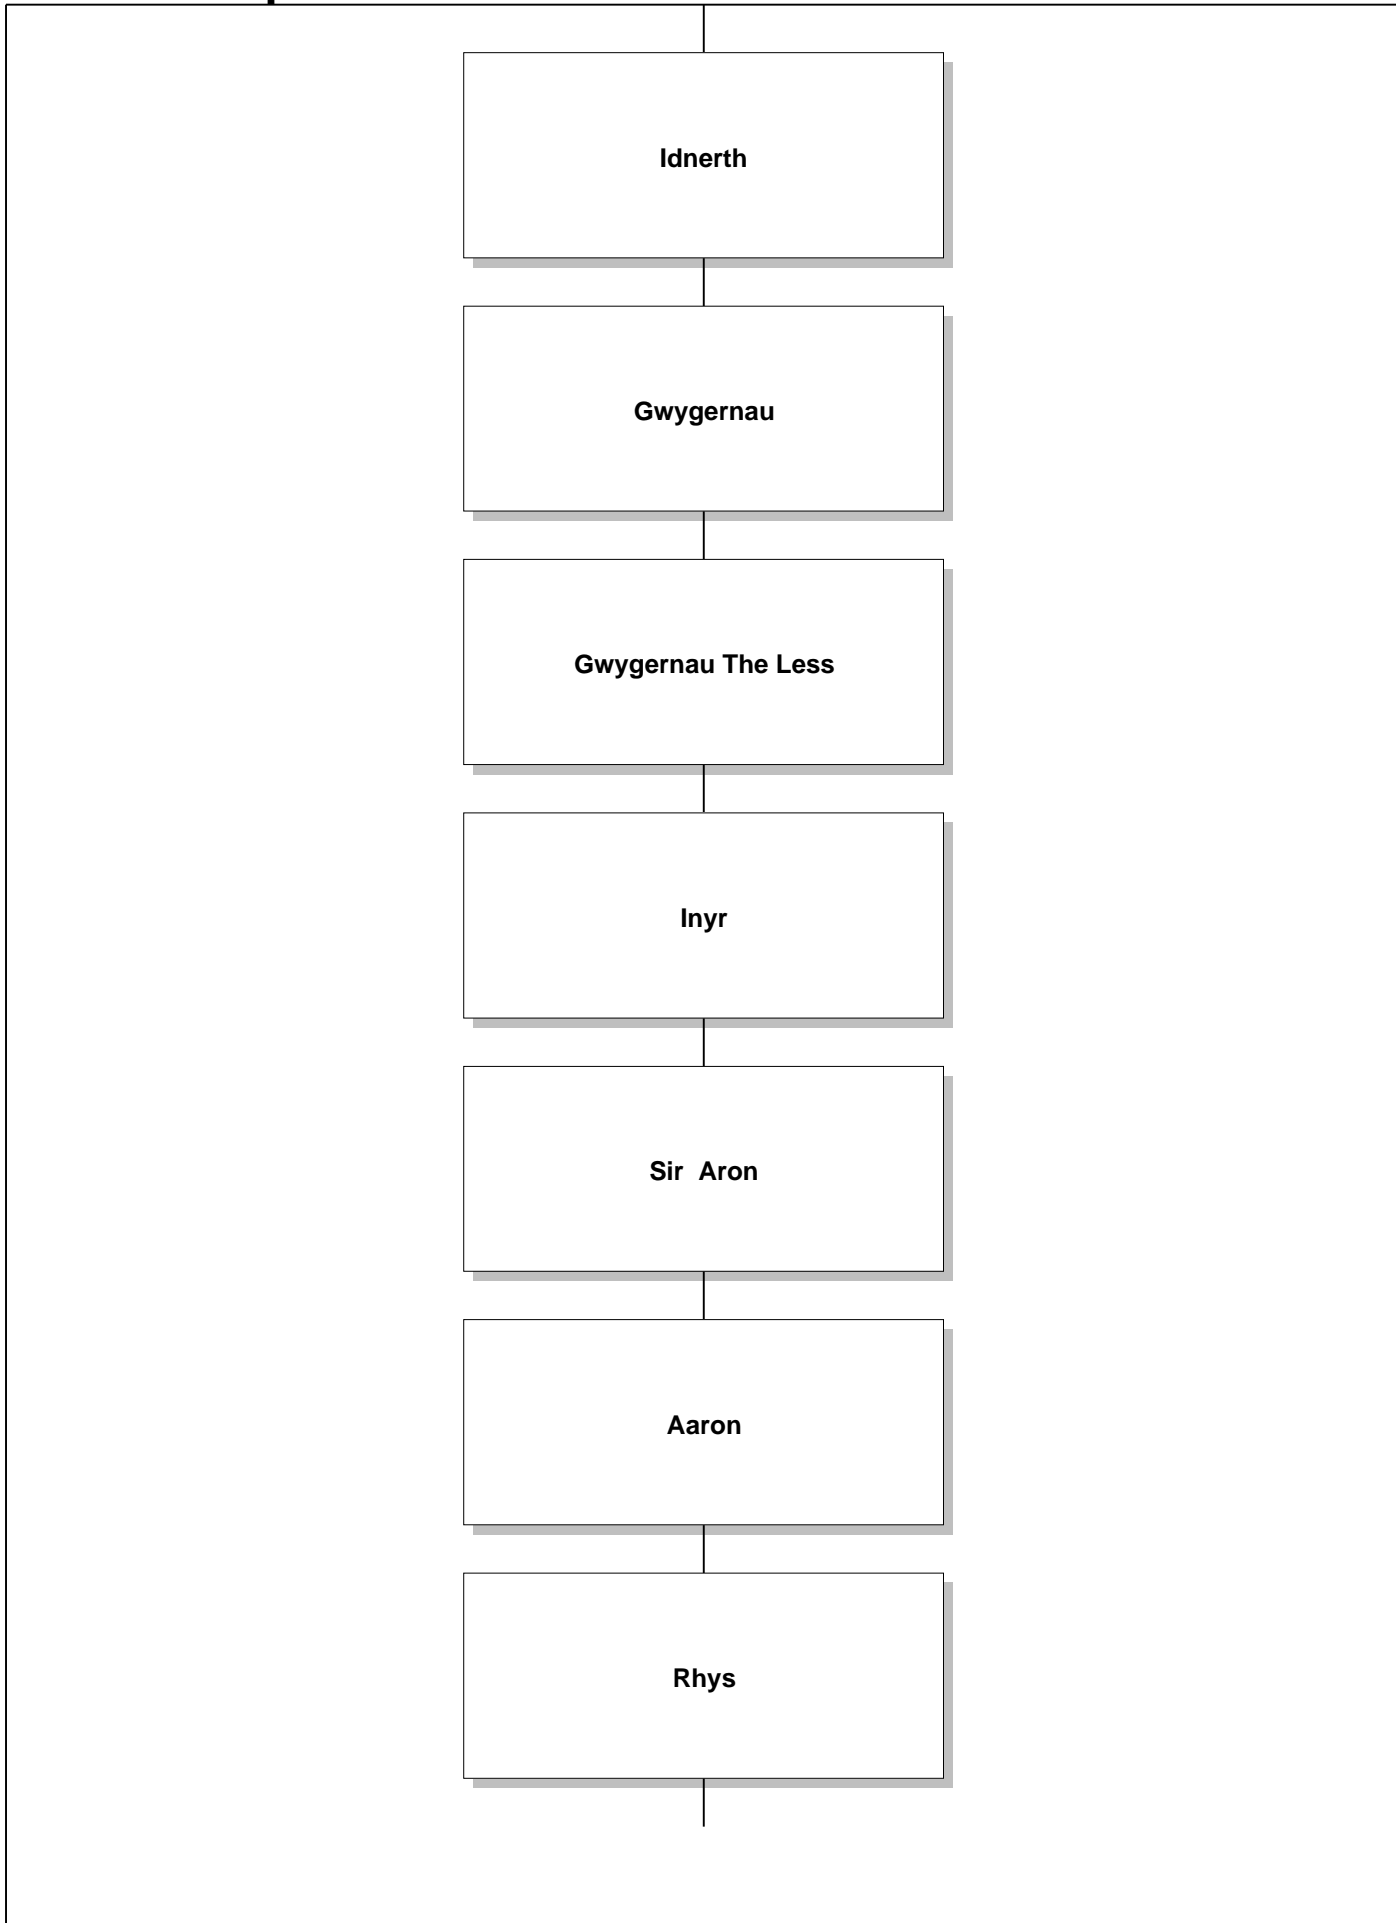 Idnerth
Gwygernau
Gwygernau The Less
Inyr
Sir  Aron
Aaron
Rhys